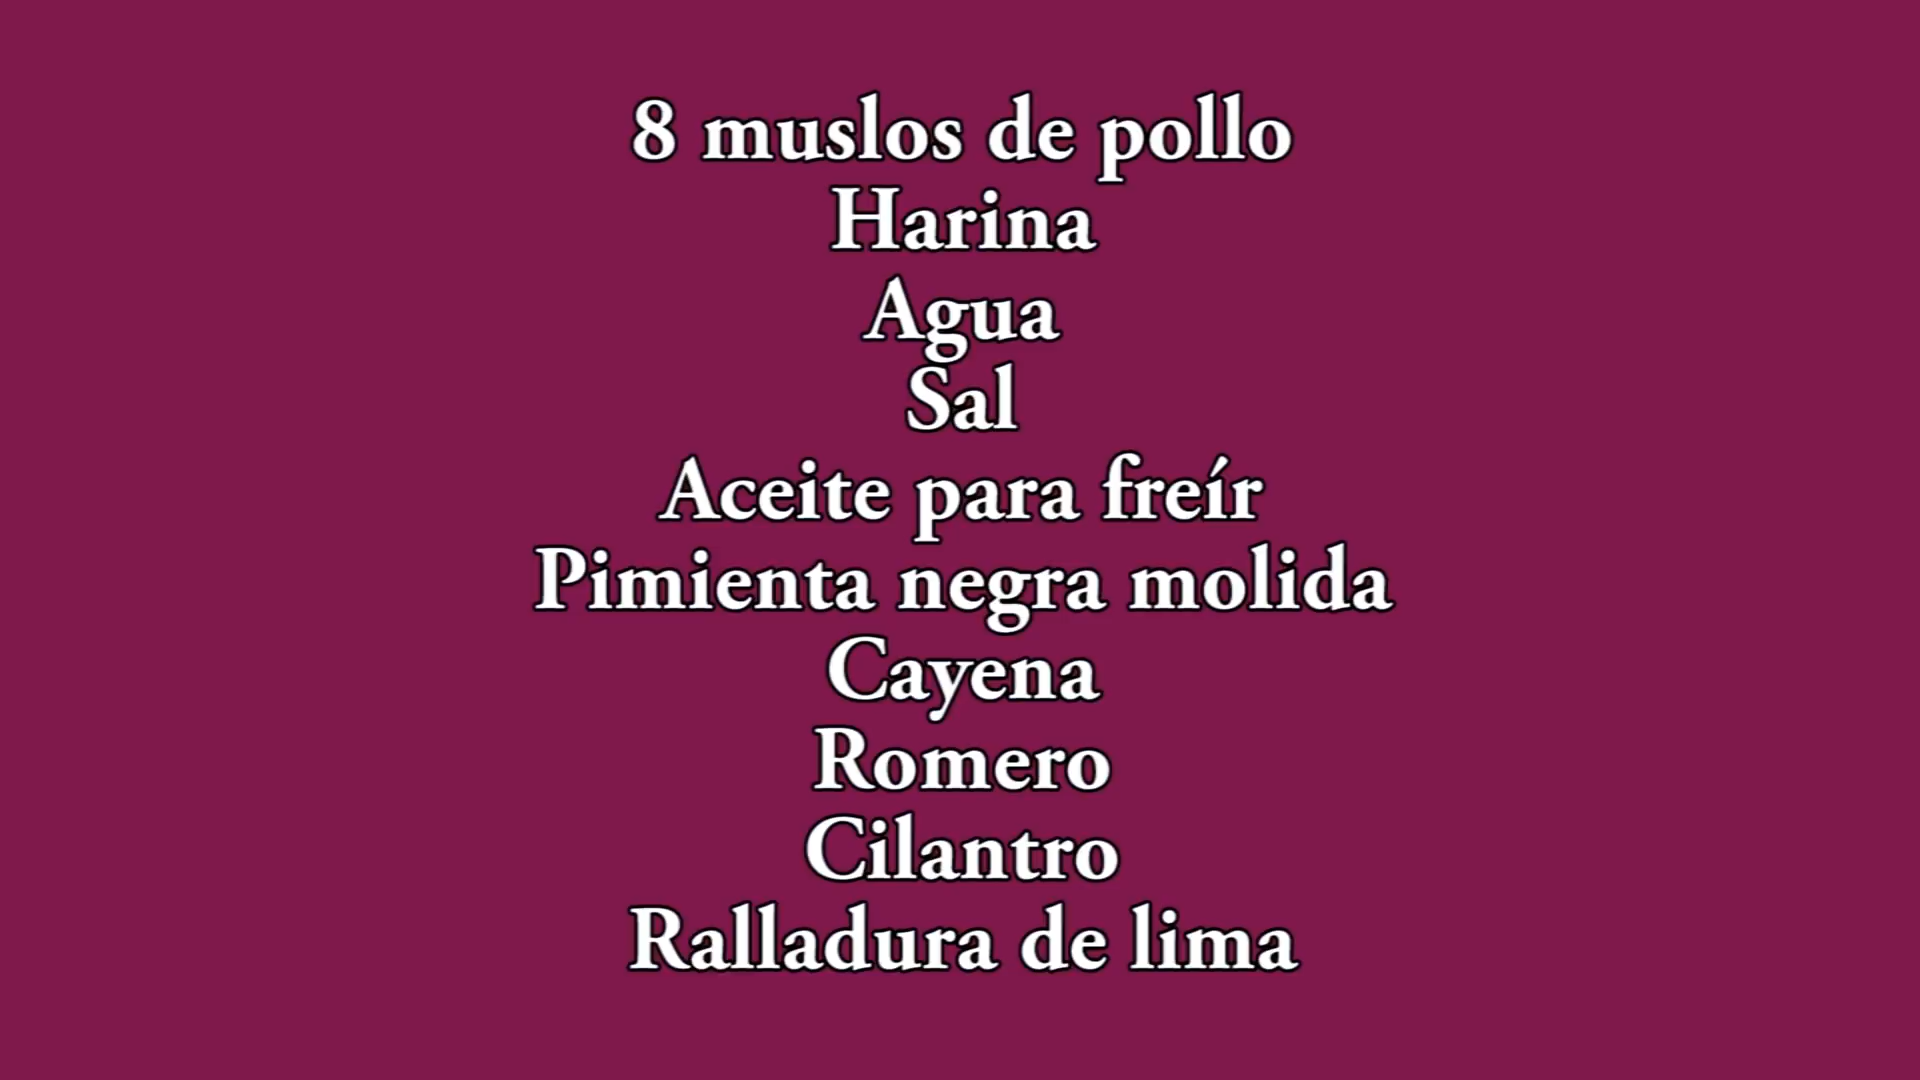 8 muslos de pollo
Harina
Agua
Sal
Aceite para freír
Pimienta negra molida
Cayena
Romero
Cilantro
Ralladura de lima